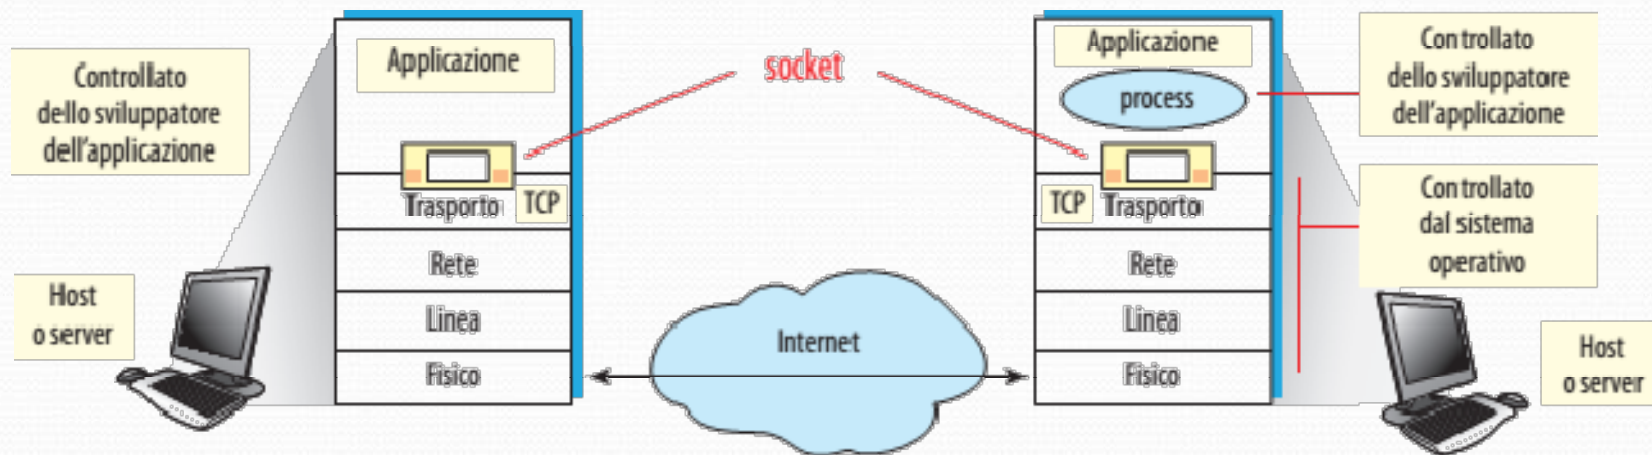 Controllato
dello sviluppatore
dell'applicazione
Host
o server
Applicazione
Trasporto
TCP
Rete
Linea
Fisico
socket
Internet
Applicazione
process
TCP
Trasporto
Rete
Linea
Fisico
Controllato
dello sviluppatore
dell'applicazione
Controllato
dal sistema
operativo
Host
o server